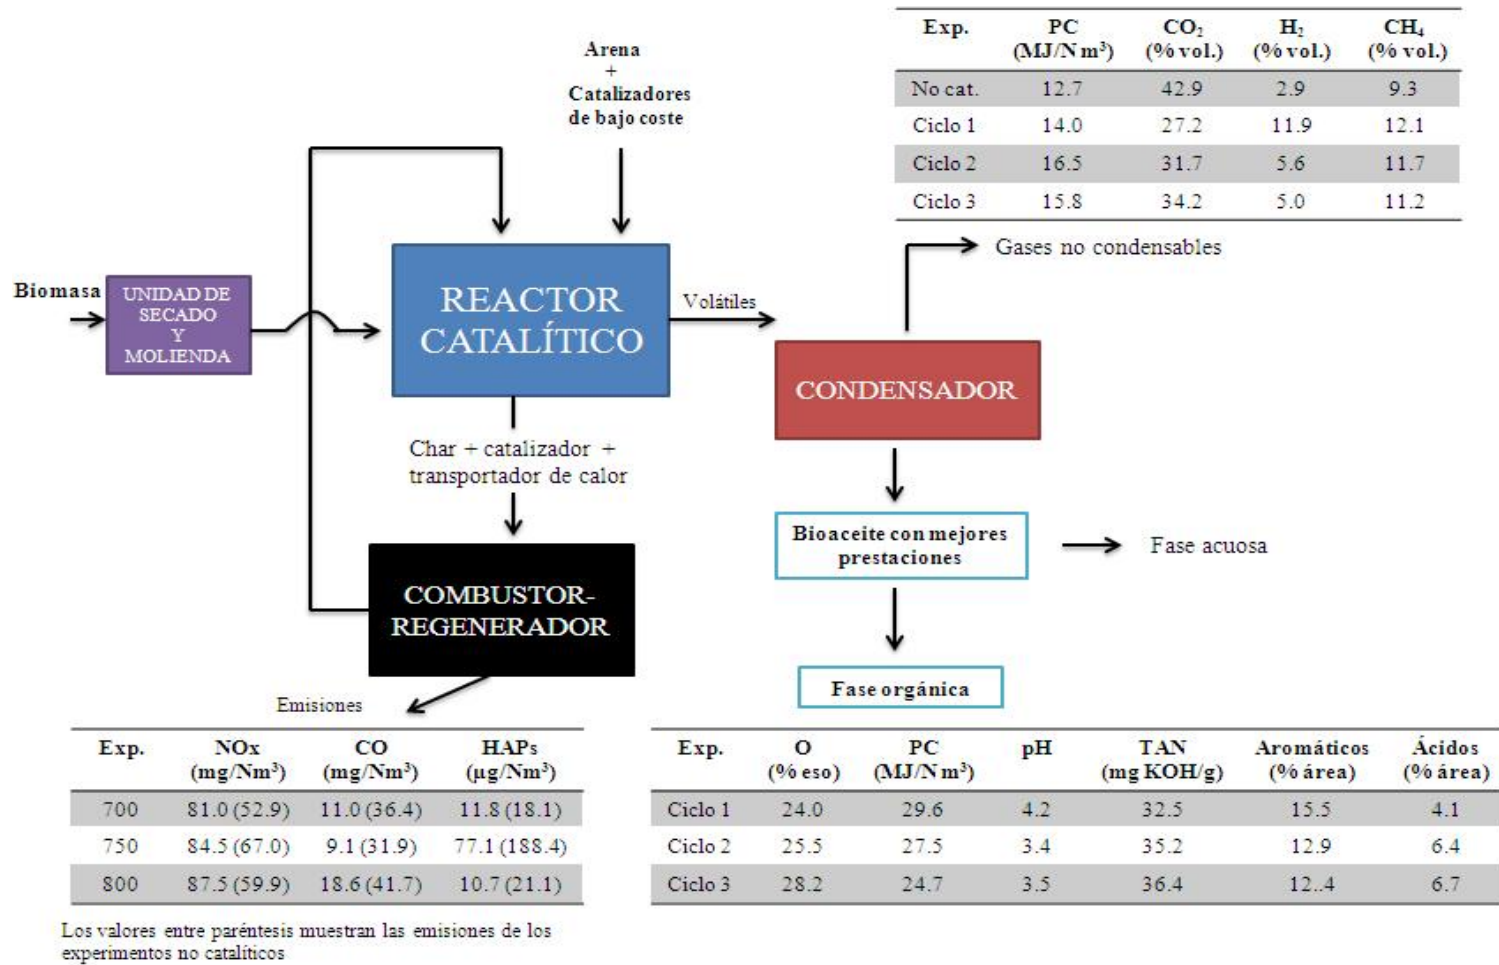 Exp. PC CO₂ H₂ CH₄
(MJ/N m³) (% vol.) (% vol.) (% vol.)
No cat. 12.7 42.9 2.9 9.3
Ciclo 1 14.0 27.2 11.9 12.1
Ciclo 2 16.5 31.7 5.6 11.7
Ciclo 3 15.8 34.2 5.0 11.2
Arena
+
Catalizadores
de bajo coste
Gases no condensables
Biomasa
UNIDAD DE
SECADO
Y
MOLIENDA
REACTOR
CATALÍTICO
Volátiles
CONDENSADOR
Char + catalizador +
transportador de calor
Bioaceite con mejores
prestaciones
Fase acuosa
COMBUSTOR-
REGENERADOR
Fase orgánica
Emisiones
Exp. NOx CO HAPs
(mg/Nm³) (mg/Nm³) (µg/Nm³)
700 81.0 (52.9) 11.0 (36.4) 11.8 (18.1)
750 84.5 (67.0) 9.1 (31.9) 77.1 (188.4)
800 87.5 (59.9) 18.6 (41.7) 10.7 (21.1)
Los valores entre paréntesis muestran las emisiones de los
experimentos no catalíticos
Exp. O PC pH TAN Aromáticos Ácidos
(% eso) (MJ/N m³) (mg KOH/g) (% área) (% área)
Ciclo 1 24.0 29.6 4.2 32.5 15.5 4.1
Ciclo 2 25.5 27.5 3.4 35.2 12.9 6.4
Ciclo 3 28.2 24.7 3.5 36.4 12..4 6.7